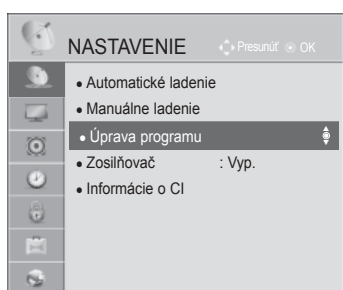 NASTAVENIE Presunúť OK
• Automatické ladenie
• Manuálne ladenie
• Úprava programu
• Zosilňovač : Vyp.
• Informácie o CI